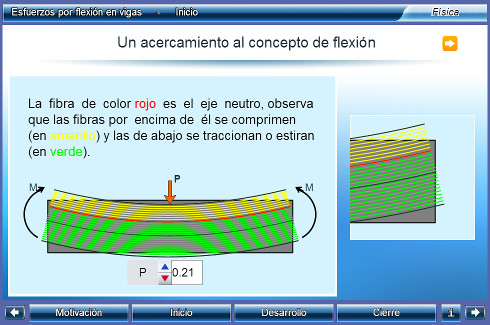 Esfuerzos por flexión en vigas - Inicio
Física
Un acercamiento al concepto de flexión
La fibra de color rojo es el eje neutro, observa
que las fibras por encima de él se comprimen
(en amarillo) y las de abajo se traccionan o estiran
(en verde).
P
M
M
P 0.21
Motivación
Inicio
Desarrollo
Cierre
i